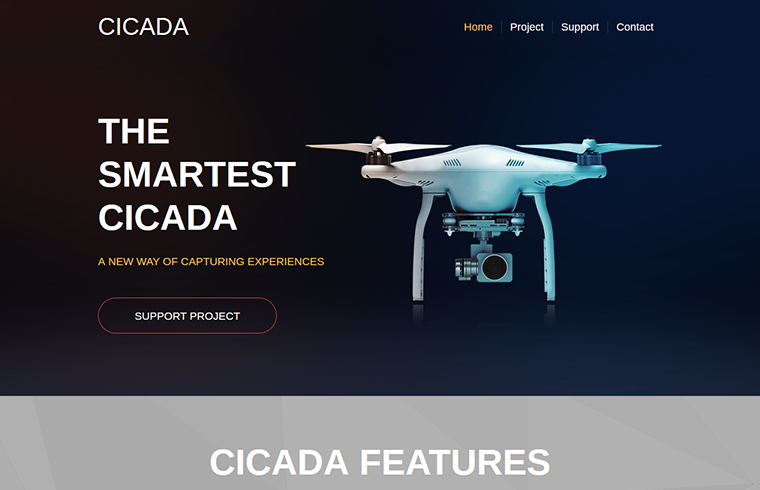 CICADA
Home
Project
Support
Contact
THE
SMARTEST
CICADA
A NEW WAY OF CAPTURING EXPERIENCES
SUPPORT PROJECT
CICADA FEATURES